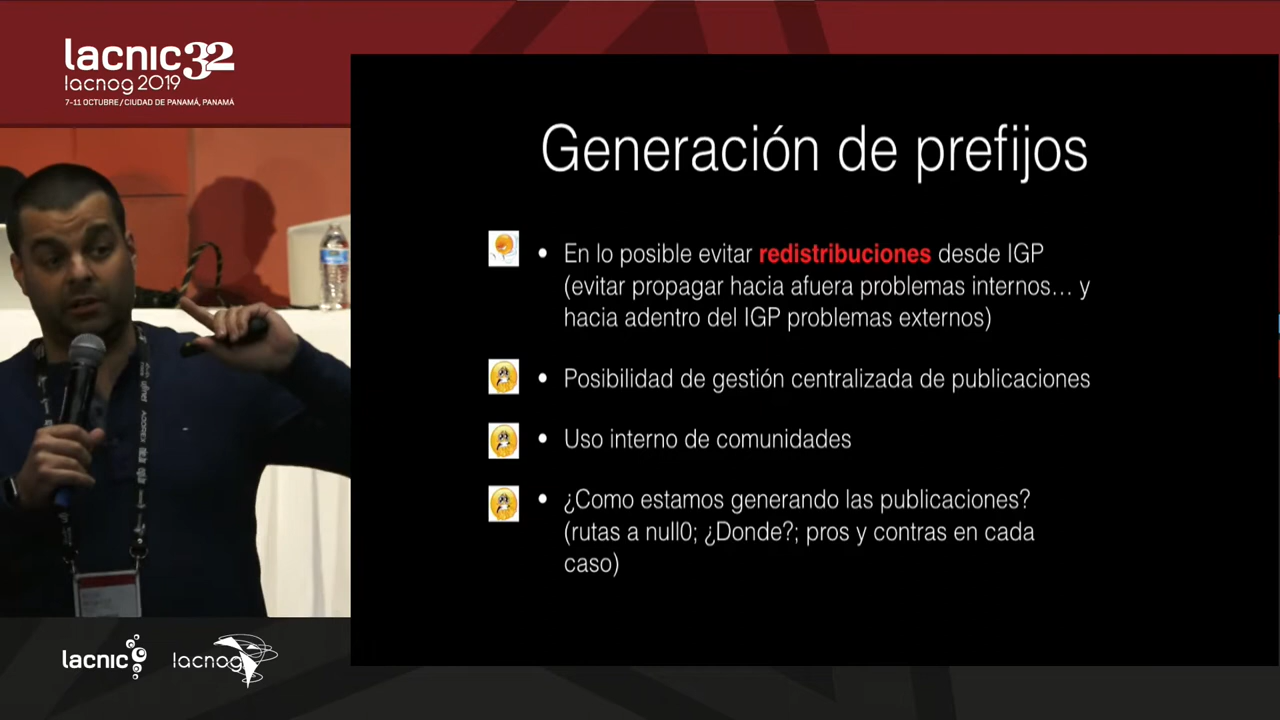 lacnic32
lacnog 2019
7-11 OCTUBRE / CIUDAD DE PANAMÁ, PANAMÁ
Generación de prefijos
• En lo posible evitar redistribuciones desde IGP
(evitar propagar hacia afuera problemas internos... y
hacia adentro del IGP problemas externos)
• Posibilidad de gestión centralizada de publicaciones
• Uso interno de comunidades
• ¿Como estamos generando las publicaciones?
(rutas a null0; ¿Donde?; pros y contras en cada
caso)
lacnic
lacnog